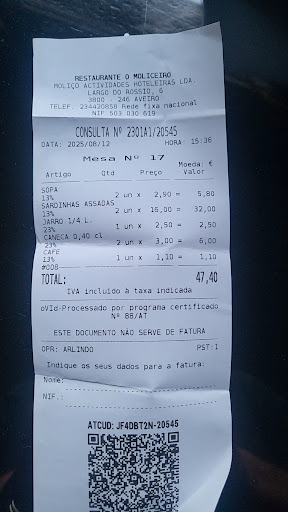 RESTAURANTE O MOLICEIRO
MOLIÇO ACTIVIDADES HOTELEIRAS LDA.
LARGO DO ROSSIO, 6
3800 - 246 AVEIRO
TELEF. 234420858 Rede fixa nacional
NIF 503 030 619
CONSULTA Nº 2301A1/20545
DATA: 2025/08/12 HORA: 15:36
Mesa Nº 17
Moeda: €
Artigo Qtd Preço Valor
SOPA
13% 2 un x 2,90 = 5,80
SARDINHAS ASSADAS
13% 2 un x 16,00 = 32,00
JARRO 1/4 L.
23% 1 un x 2,50 = 2,50
CANECA 0,40 cl
23% 2 un x 3,00 = 6,00
CAFE
13% 1 un x 1,10 = 1,10
#008
TOTAL: 47,40
IVA incluído à taxa indicada
oVId-Processado por programa certificado
Nº 88/AT
ESTE DOCUMENTO NÃO SERVE DE FATURA
OPR: ARLINDO PST:1
Indique os seus dados para a fatura:
Nome:
NIF.:
ATCUD: JF4DBT2N-20545